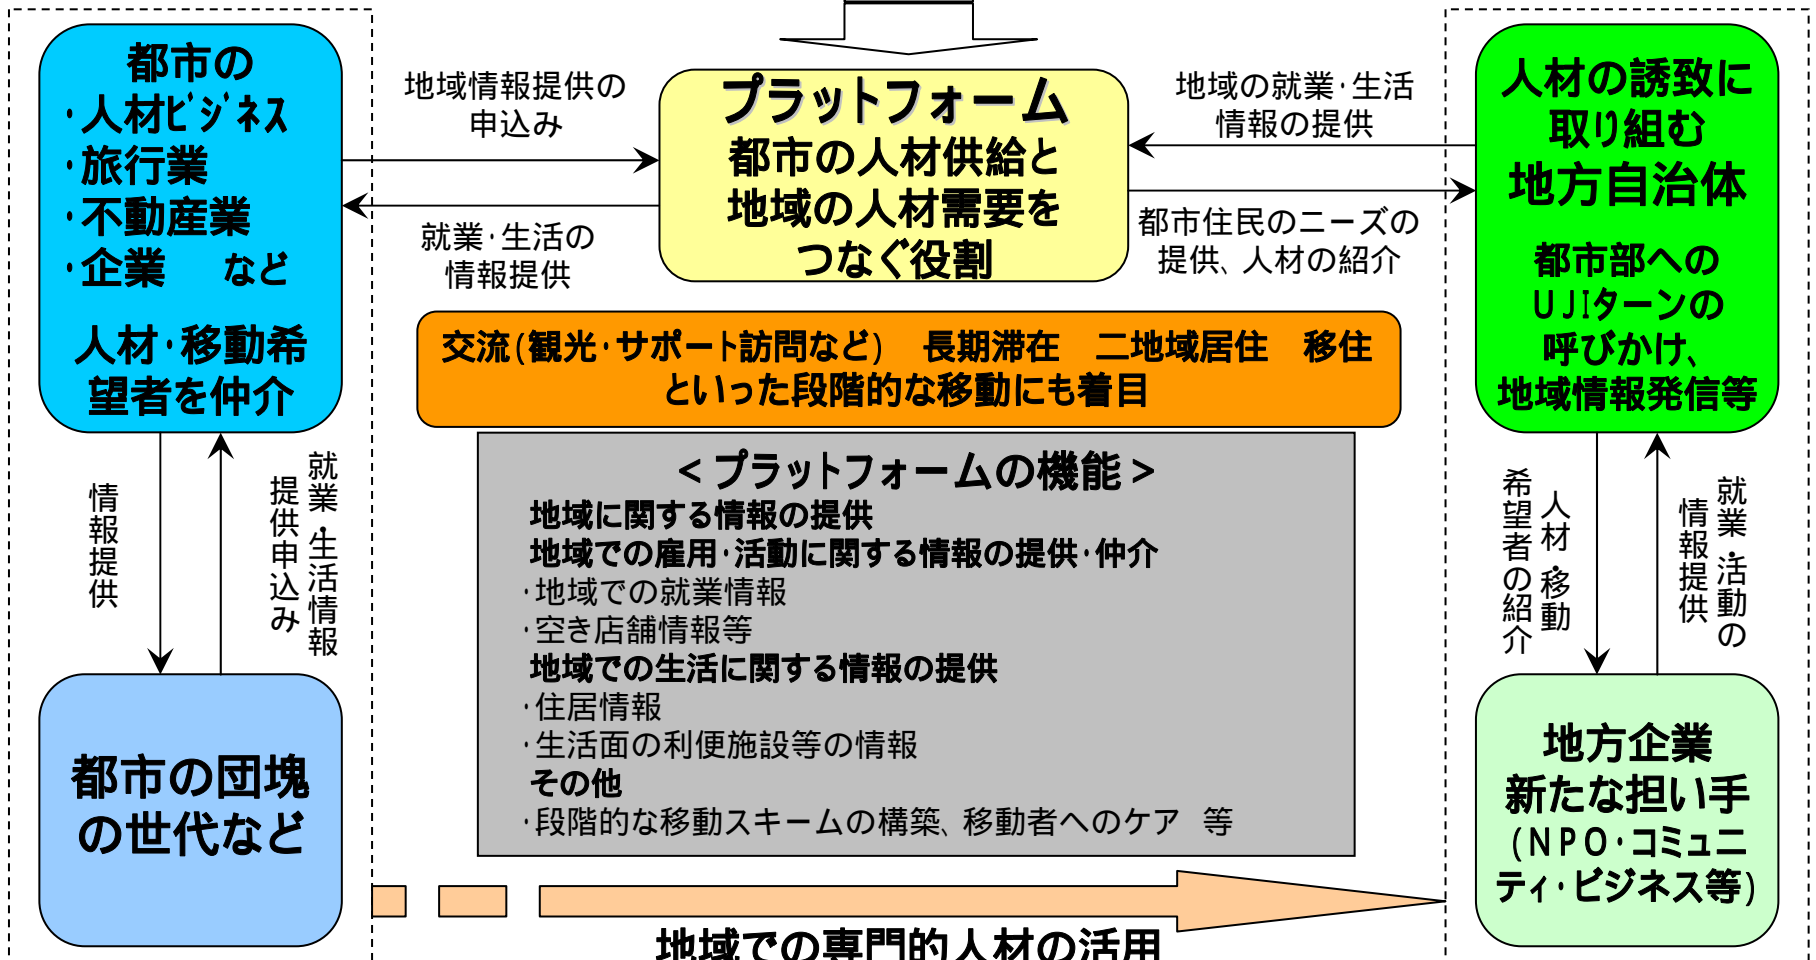 都市の
・人材ﾋﾞｼﾞﾈｽ
・旅行業
・不動産業
・企業　など
人材・移動希
望者を仲介
地域情報提供の
申込み
就業・生活の
情報提供
プラットフォーム
都市の人材供給と
地域の人材需要を
つなぐ役割
地域の就業・生活
情報の提供
都市住民のニーズの
提供、人材の紹介
人材の誘致に
取り組む
地方自治体
都市部への
UJIターンの
呼びかけ、
地域情報発信等
交流(観光・サポート訪問など)　長期滞在　二地域居住　移住
といった段階的な移動にも着目
情報提供
就業・生活情報
提供申込み
<プラットフォームの機能>
地域に関する情報の提供
地域での雇用・活動に関する情報の提供・仲介
・地域での就業情報
・空き店舗情報等
地域での生活に関する情報の提供
・住居情報
・生活面の利便施設等の情報
その他
・段階的な移動スキームの構築、移動者へのケア　等
人材・移動
希望者の紹介
就業・活動の
情報提供
都市の団塊
の世代など
地方企業
新たな担い手
(NPO・コミュニ
ティ・ビジネス等)
地域での専門的人材の活用